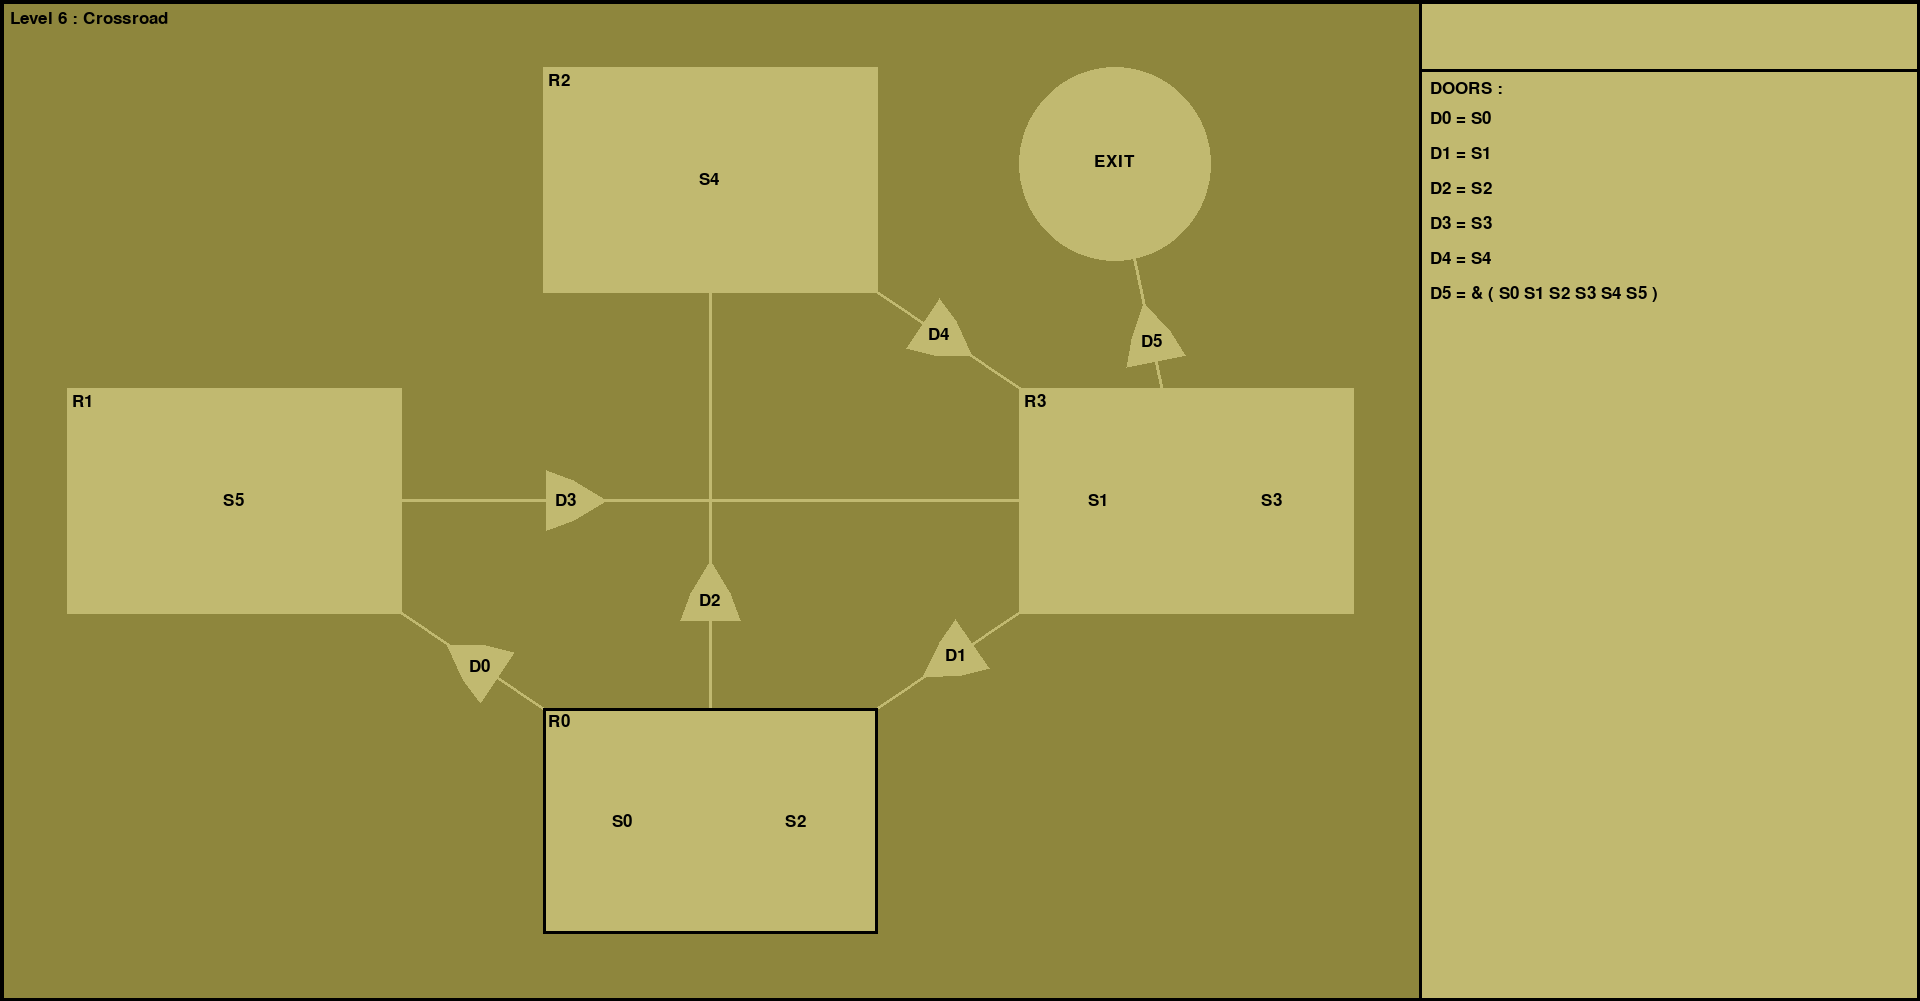 Level 6 : Crossroad
R2
S4
EXIT
D4
D5
R1
S5
D3
R3
S1
S3
D2
D0
D1
R0
S0
S2
DOORS :
D0 = S0
D1 = S1
D2 = S2
D3 = S3
D4 = S4
D5 = & ( S0 S1 S2 S3 S4 S5 )